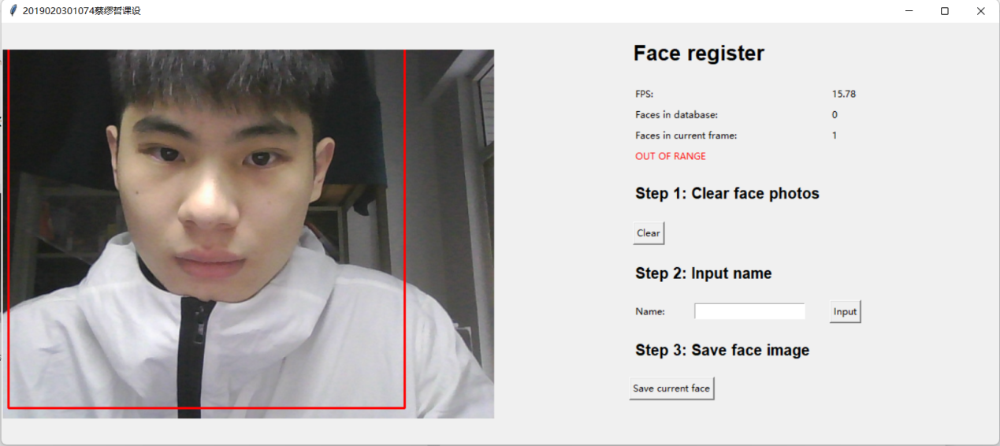 2019020301074蔡缪哲课设
Face register
FPS: 15.78
Faces in database: 0
Faces in current frame: 1
OUT OF RANGE
Step 1: Clear face photos
Clear
Step 2: Input name
Name: Input
Step 3: Save face image
Save current face